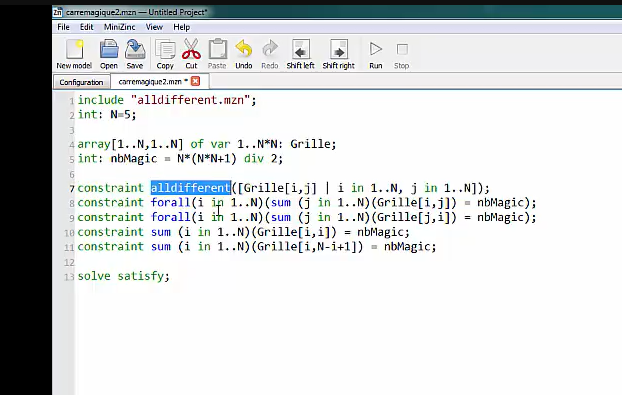 carremagique2.mzn — Untitled Project*
File Edit MiniZinc View Help
New model Open Save Copy Cut Paste Undo Redo Shift left Shift right Run Stop
Configuration carremagique2.mzn *
1 include "alldifferent.mzn";
2 int: N=5;
3
4 array[1..N,1..N] of var 1..N*N: Grille;
5 int: nbMagic = N*(N*N+1) div 2;
6
7 constraint alldifferent([Grille[i,j] | i in 1..N, j in 1..N]);
8 constraint forall(i in 1..N)(sum (j in 1..N)(Grille[i,j]) = nbMagic);
9 constraint forall(i in 1..N)(sum (j in 1..N)(Grille[j,i]) = nbMagic);
10 constraint sum (i in 1..N)(Grille[i,i]) = nbMagic;
11 constraint sum (i in 1..N)(Grille[i,N-i+1]) = nbMagic;
12
13 solve satisfy;